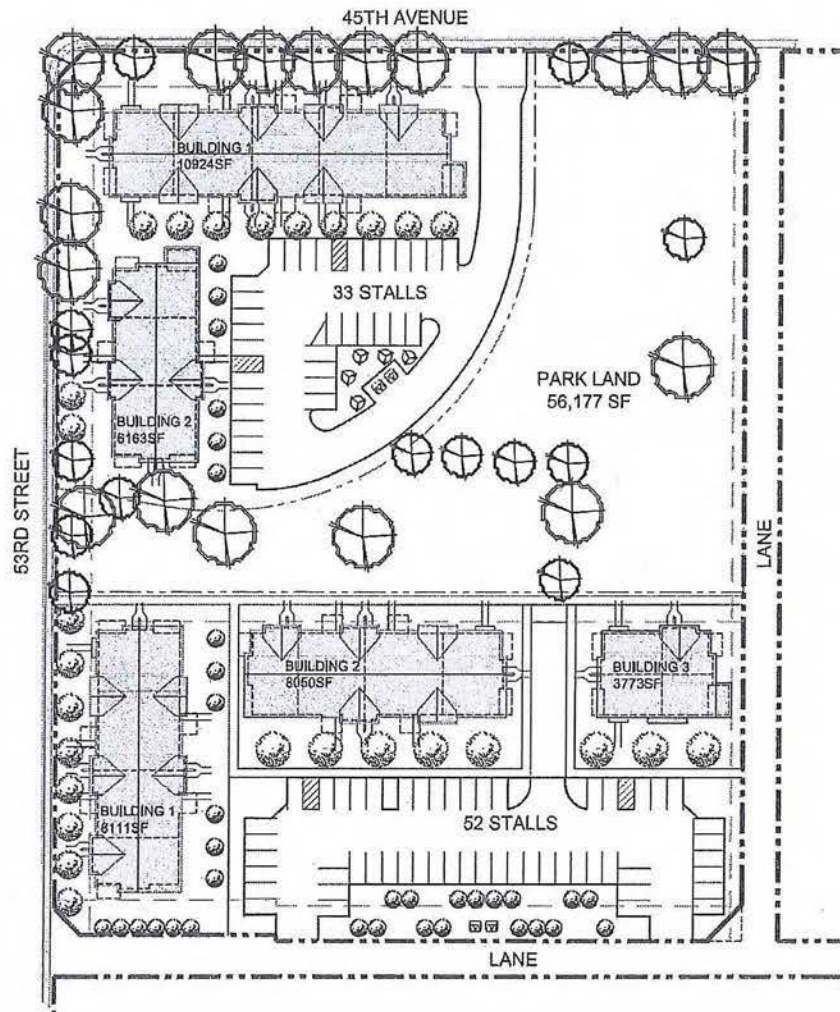 45TH AVENUE
BUILDING 1
10924SF
33 STALLS
PARK LAND
56,177 SF
BUILDING 2
6163SF
53RD STREET
LANE
BUILDING 2
8050SF
BUILDING 3
3773SF
BUILDING 1
8111SF
52 STALLS
LANE